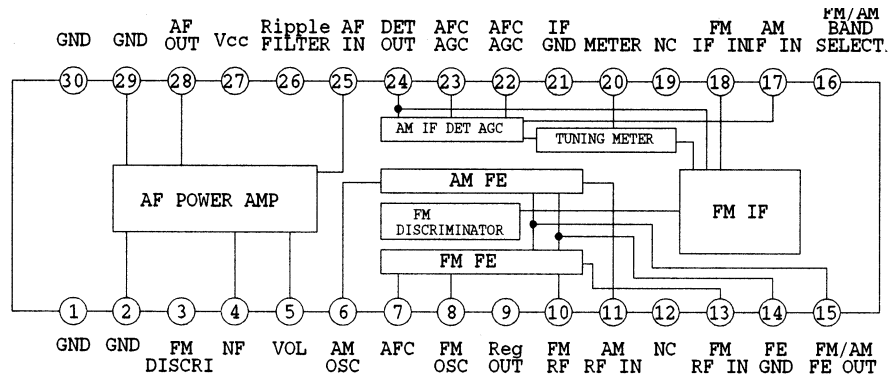 FM/AM
AF Ripple AF DET AFC AFC IF FM AM BAND
GND GND OUT Vcc FILTER IN OUT AGC AGC GND METER NC IF IN IF IN SELECT.
30 29 28 27 26 25 24 23 22 21 20 19 18 17 16
AM IF DET AGC
TUNING METER
AM FE
AF POWER AMP
FM IF
FM
DISCRIMINATOR
FM FE
1 2 3 4 5 6 7 8 9 10 11 12 13 14 15
GND GND FM NF VOL AM AFC FM Reg FM AM NC FM FE FM/AM
DISCRI OSC OSC OUT RF RF IN RF IN GND FE OUT